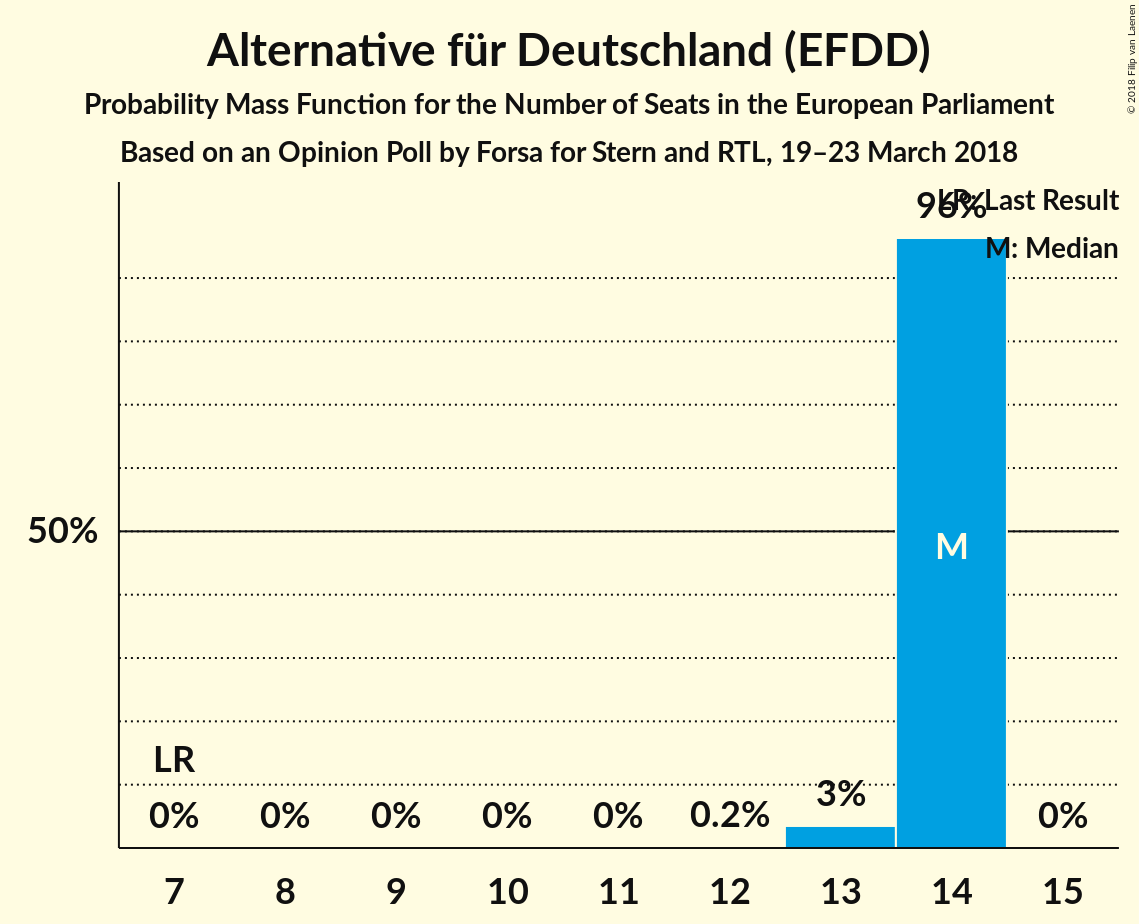 Alternative für Deutschland (EFDD)
Probability Mass Function for the Number of Seats in the European Parliament
Based on an Opinion Poll by Forsa for Stern and RTL, 19–23 March 2018
© 2018 Filip van Laenen
LR: Last Result
M: Median
96%
50%
M
LR
0% 0% 0% 0% 0% 0.2% 3% 0%
7 8 9 10 11 12 13 14 15